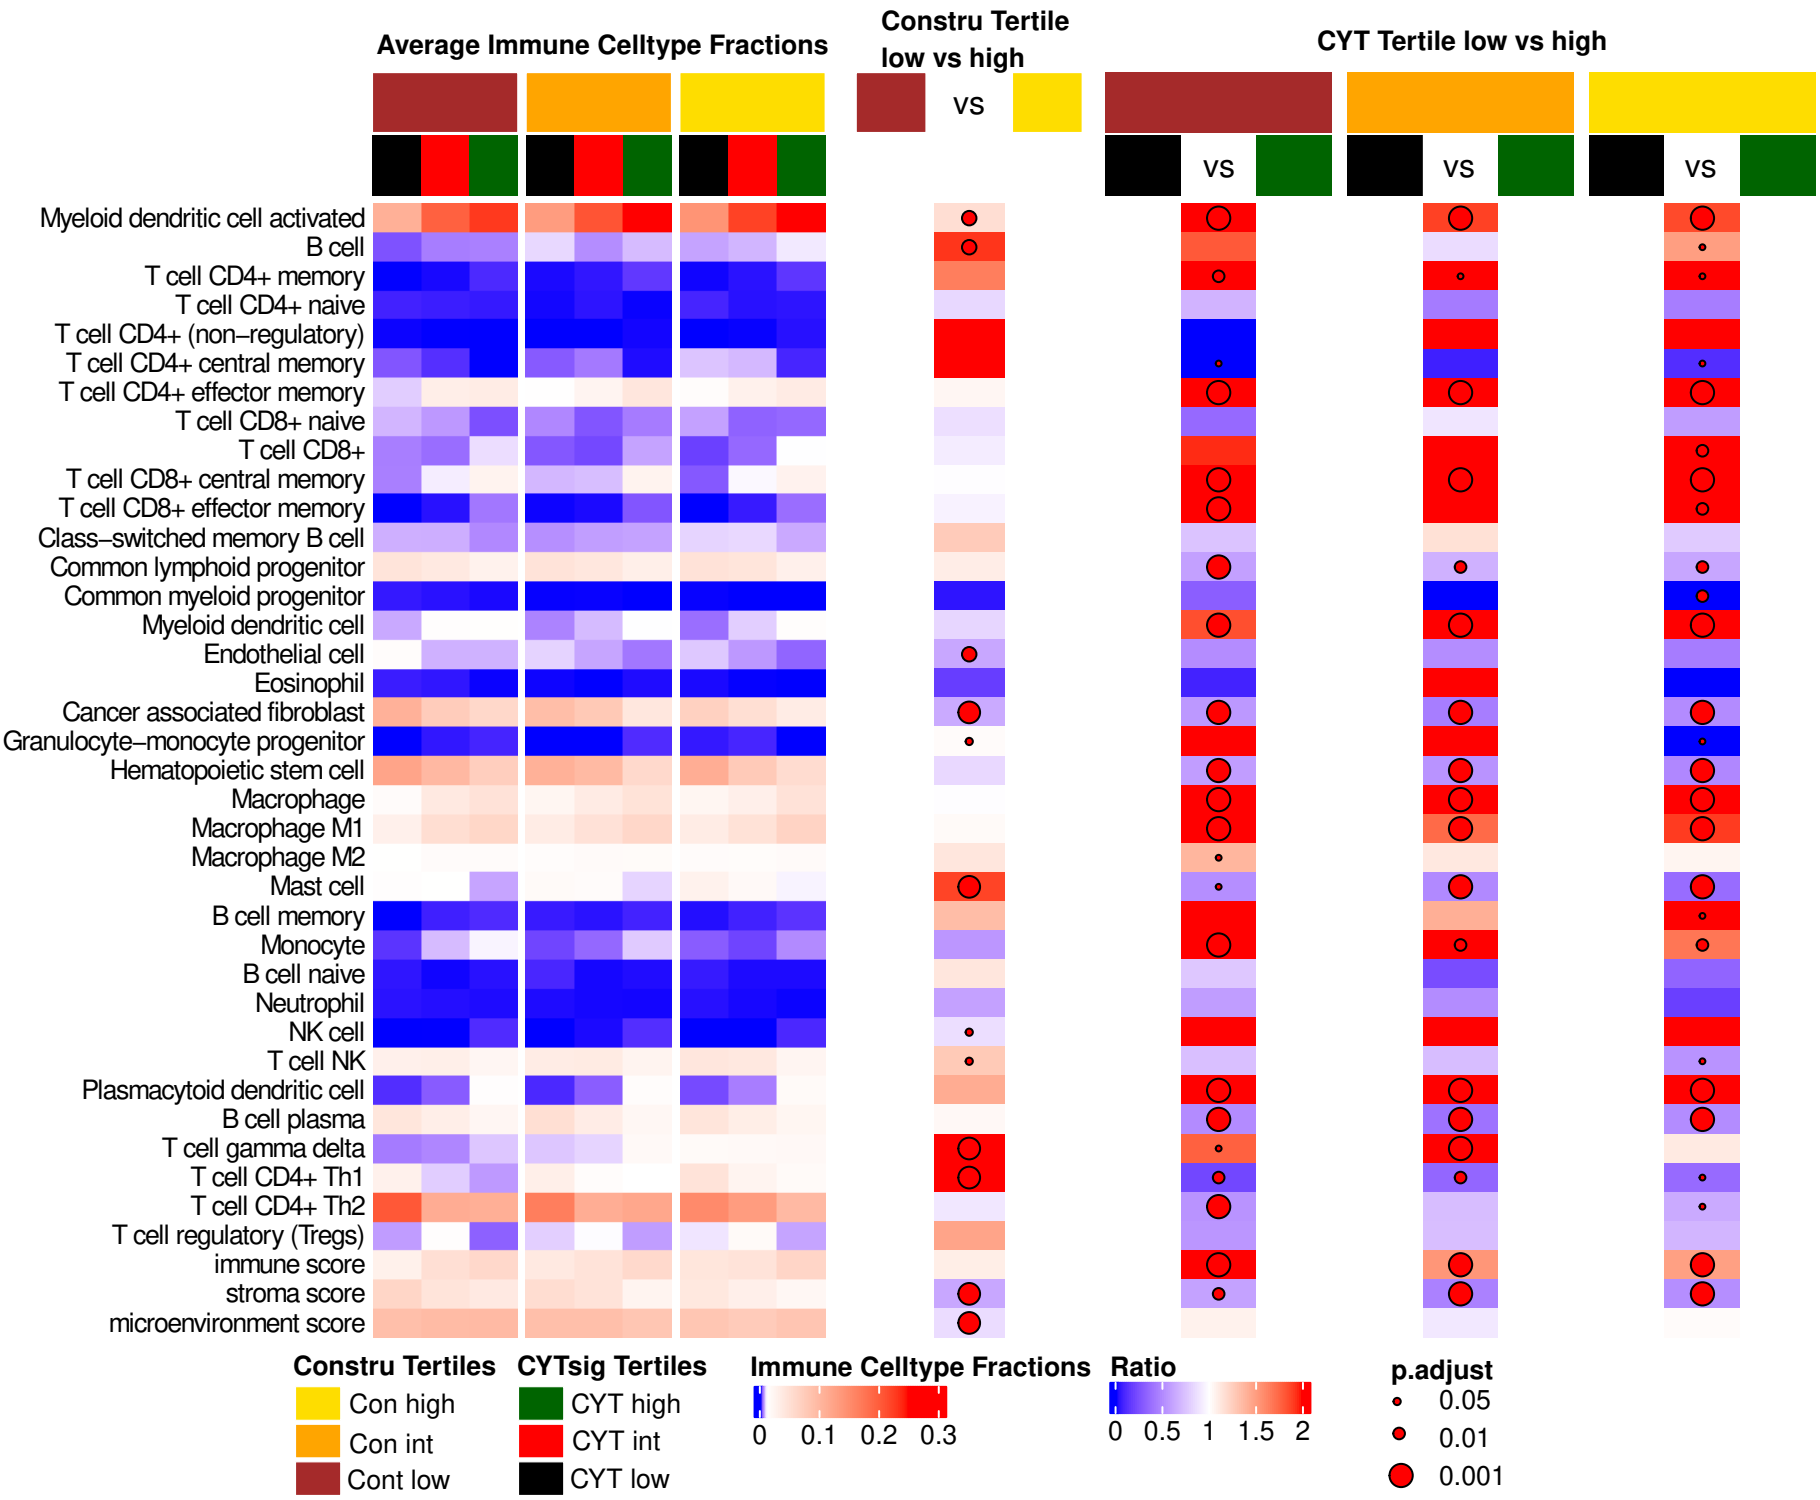 Average Immune Celltype Fractions
Constru Tertile
low vs high
CYT Tertile low vs high
vs
vs
vs
vs
Myeloid dendritic cell activated
B cell
T cell CD4+ memory
T cell CD4+ naive
T cell CD4+ (non−regulatory)
T cell CD4+ central memory
T cell CD4+ effector memory
T cell CD8+ naive
T cell CD8+
T cell CD8+ central memory
T cell CD8+ effector memory
Class−switched memory B cell
Common lymphoid progenitor
Common myeloid progenitor
Myeloid dendritic cell
Endothelial cell
Eosinophil
Cancer associated fibroblast
Granulocyte−monocyte progenitor
Hematopoietic stem cell
Macrophage
Macrophage M1
Macrophage M2
Mast cell
B cell memory
Monocyte
B cell naive
Neutrophil
NK cell
T cell NK
Plasmacytoid dendritic cell
B cell plasma
T cell gamma delta
T cell CD4+ Th1
T cell CD4+ Th2
T cell regulatory (Tregs)
immune score
stroma score
microenvironment score
Constru Tertiles
Con high
Con int
Cont low
CYTsig Tertiles
CYT high
CYT int
CYT low
Immune Celltype Fractions
0 0.1 0.2 0.3
Ratio
0 0.5 1 1.5 2
p.adjust
0.05
0.01
0.001